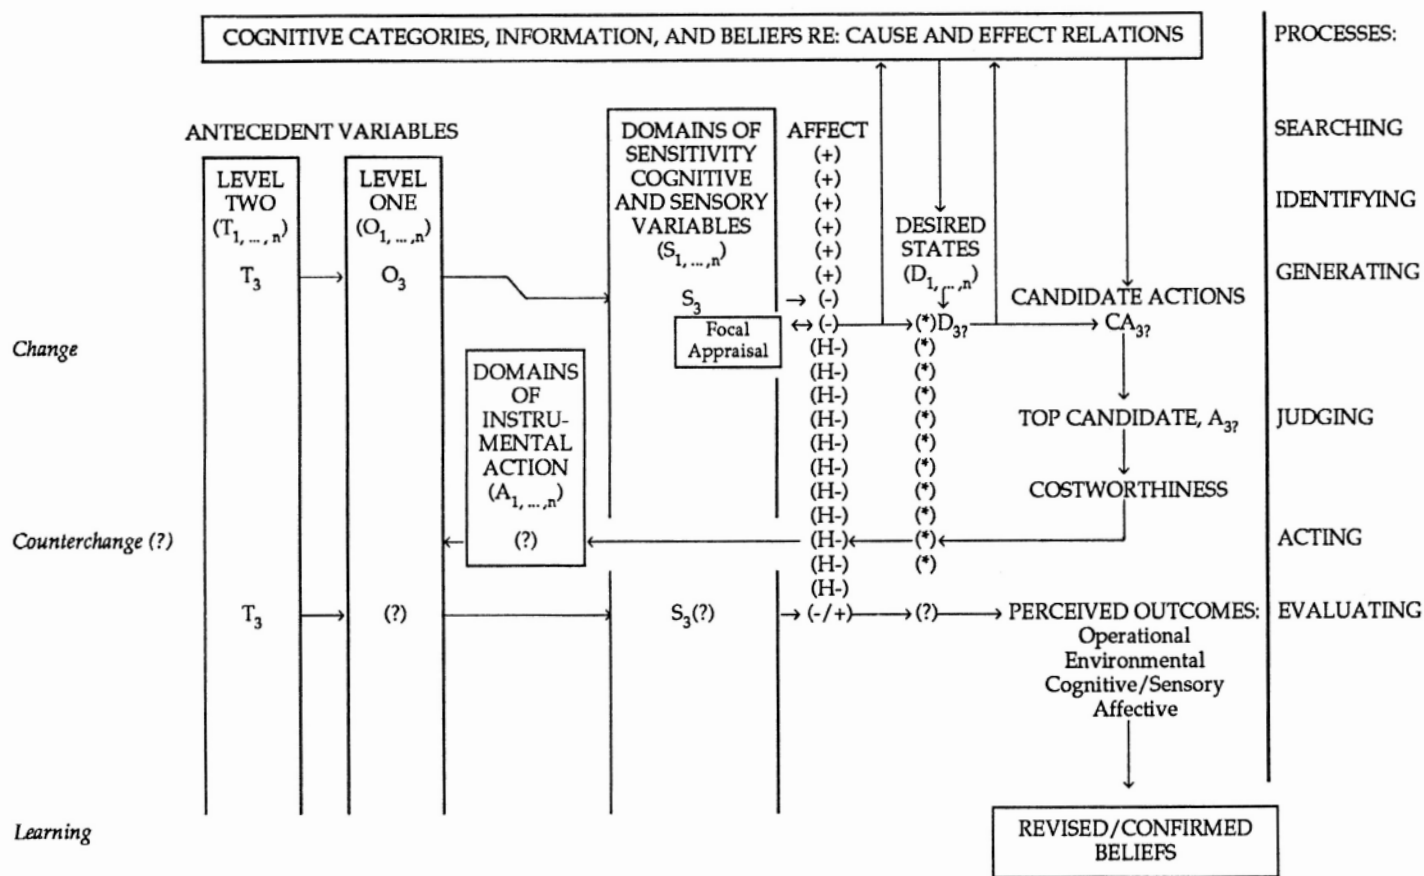 COGNITIVE CATEGORIES, INFORMATION, AND BELIEFS RE: CAUSE AND EFFECT RELATIONS
PROCESSES:
ANTECEDENT VARIABLES
LEVEL
TWO
(T1, ..., n)
T3
LEVEL
ONE
(O1, ...,n)
O3
DOMAINS OF
SENSITIVITY
COGNITIVE
AND SENSORY
VARIABLES
(S1, ...,n)
S3
Focal
Appraisal
AFFECT
(+)
(+)
(+)
(+)
(+)
(+)
(-)
(-)
(H-)
(H-)
(H-)
(H-)
(H-)
(H-)
(H-)
(H-)
(H-)
(H-)
(H-)
DESIRED
STATES
(D1, ...,n)
(*)D3?
(*)
(*)
(*)
(*)
(*)
(*)
(*)
(*)
(*)
(*)
CANDIDATE ACTIONS
CA3?
TOP CANDIDATE, A3?
COSTWORTHINESS
SEARCHING
IDENTIFYING
GENERATING
JUDGING
ACTING
EVALUATING
Change
DOMAINS
OF
INSTRU-
MENTAL
ACTION
(A1, ...,n)
(?)
Counterchange (?)
T3
(?)
S3(?)
(-/+)
(?)
PERCEIVED OUTCOMES:
Operational
Environmental
Cognitive/Sensory
Affective
Learning
REVISED/CONFIRMED
BELIEFS